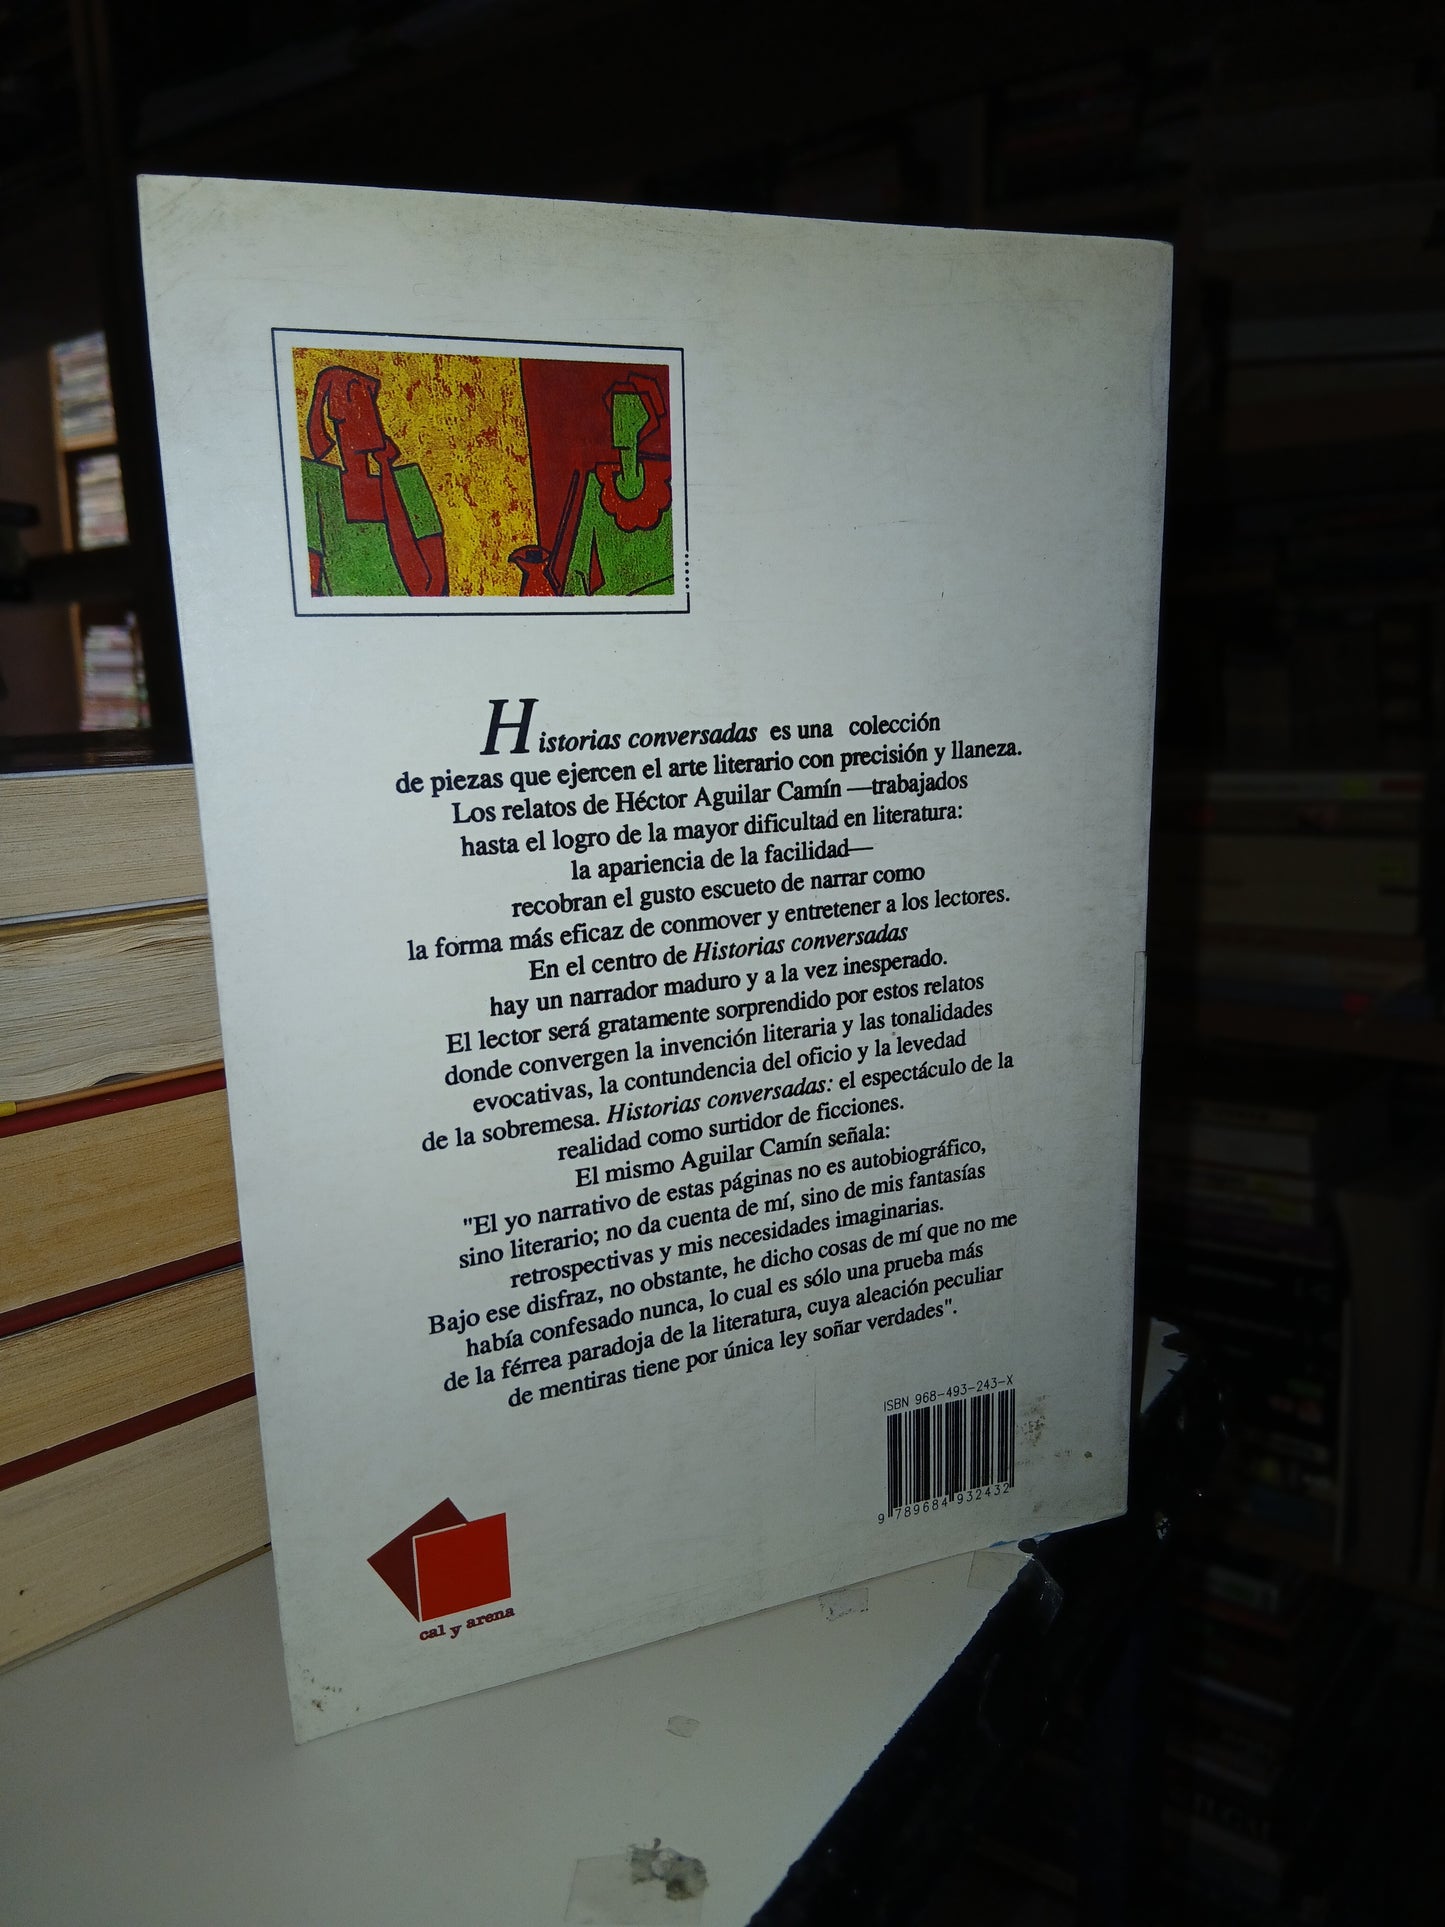 Historias conversadas es una colección
de piezas que ejercen el arte literario con precisión y llaneza.
Los relatos de Héctor Aguilar Camín —trabajados
hasta el logro de la mayor dificultad en literatura:
la apariencia de la facilidad—
recobran el gusto escueto de narrar como
la forma más eficaz de conmover y entretener a los lectores.
En el centro de Historias conversadas
hay un narrador maduro y a la vez inesperado.
El lector será gratamente sorprendido por estos relatos
donde convergen la invención literaria y las tonalidades
evocativas, la contundencia del oficio y la levedad
de la sobremesa. Historias conversadas: el espectáculo de la
realidad como surtidor de ficciones.
El mismo Aguilar Camín señala:
"El yo narrativo de estas páginas no es autobiográfico,
sino literario; no da cuenta de mí, sino de mis fantasías
retrospectivas y mis necesidades imaginarias.
Bajo ese disfraz, no obstante, he dicho cosas de mí que no me
había confesado nunca, lo cual es sólo una prueba más
de la férrea paradoja de la literatura, cuya aleación peculiar
de mentiras tiene por única ley soñar verdades".
ISBN 968-493-243-X
9 789684 932432
cal y arena